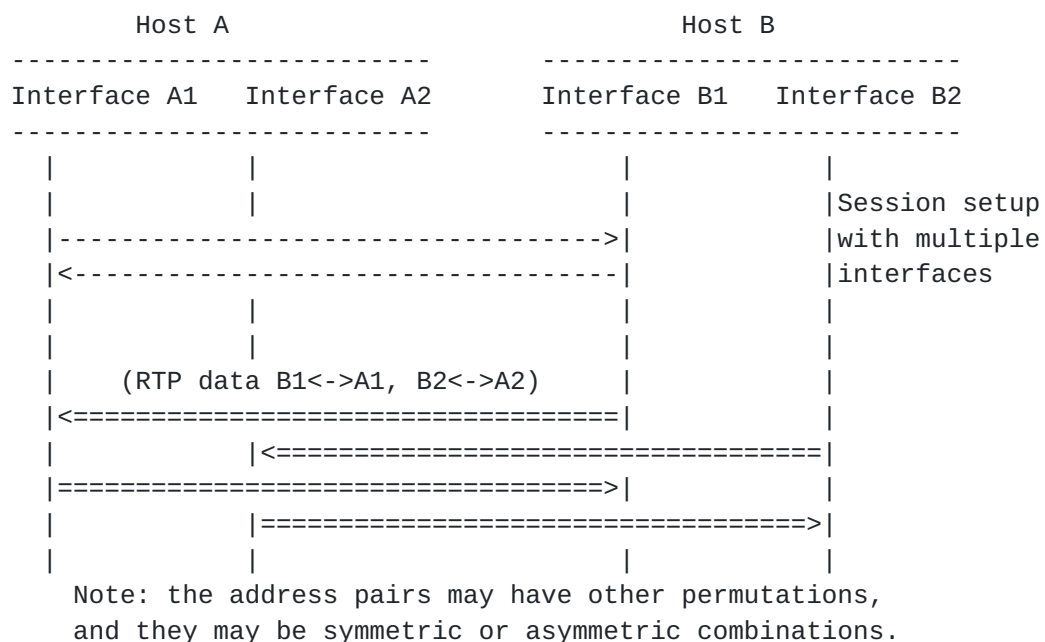 Host A                             Host B
---------------------------       ---------------------------
Interface A1   Interface A2       Interface B1   Interface B2
---------------------------       ---------------------------
  |            |                       |            |
  |            |                       |            |Session setup
  |----------------------------------->|            |with multiple
  |<-----------------------------------|            |interfaces
  |            |                       |            |
  |            |                       |            |
  |    (RTP data B1<->A1, B2<->A2)     |            |
  |<===================================|            |
  |            |<===================================|
  |===================================>|            |
  |            |===================================>|
  |            |                       |            |
Note: the address pairs may have other permutations,
and they may be symmetric or asymmetric combinations.